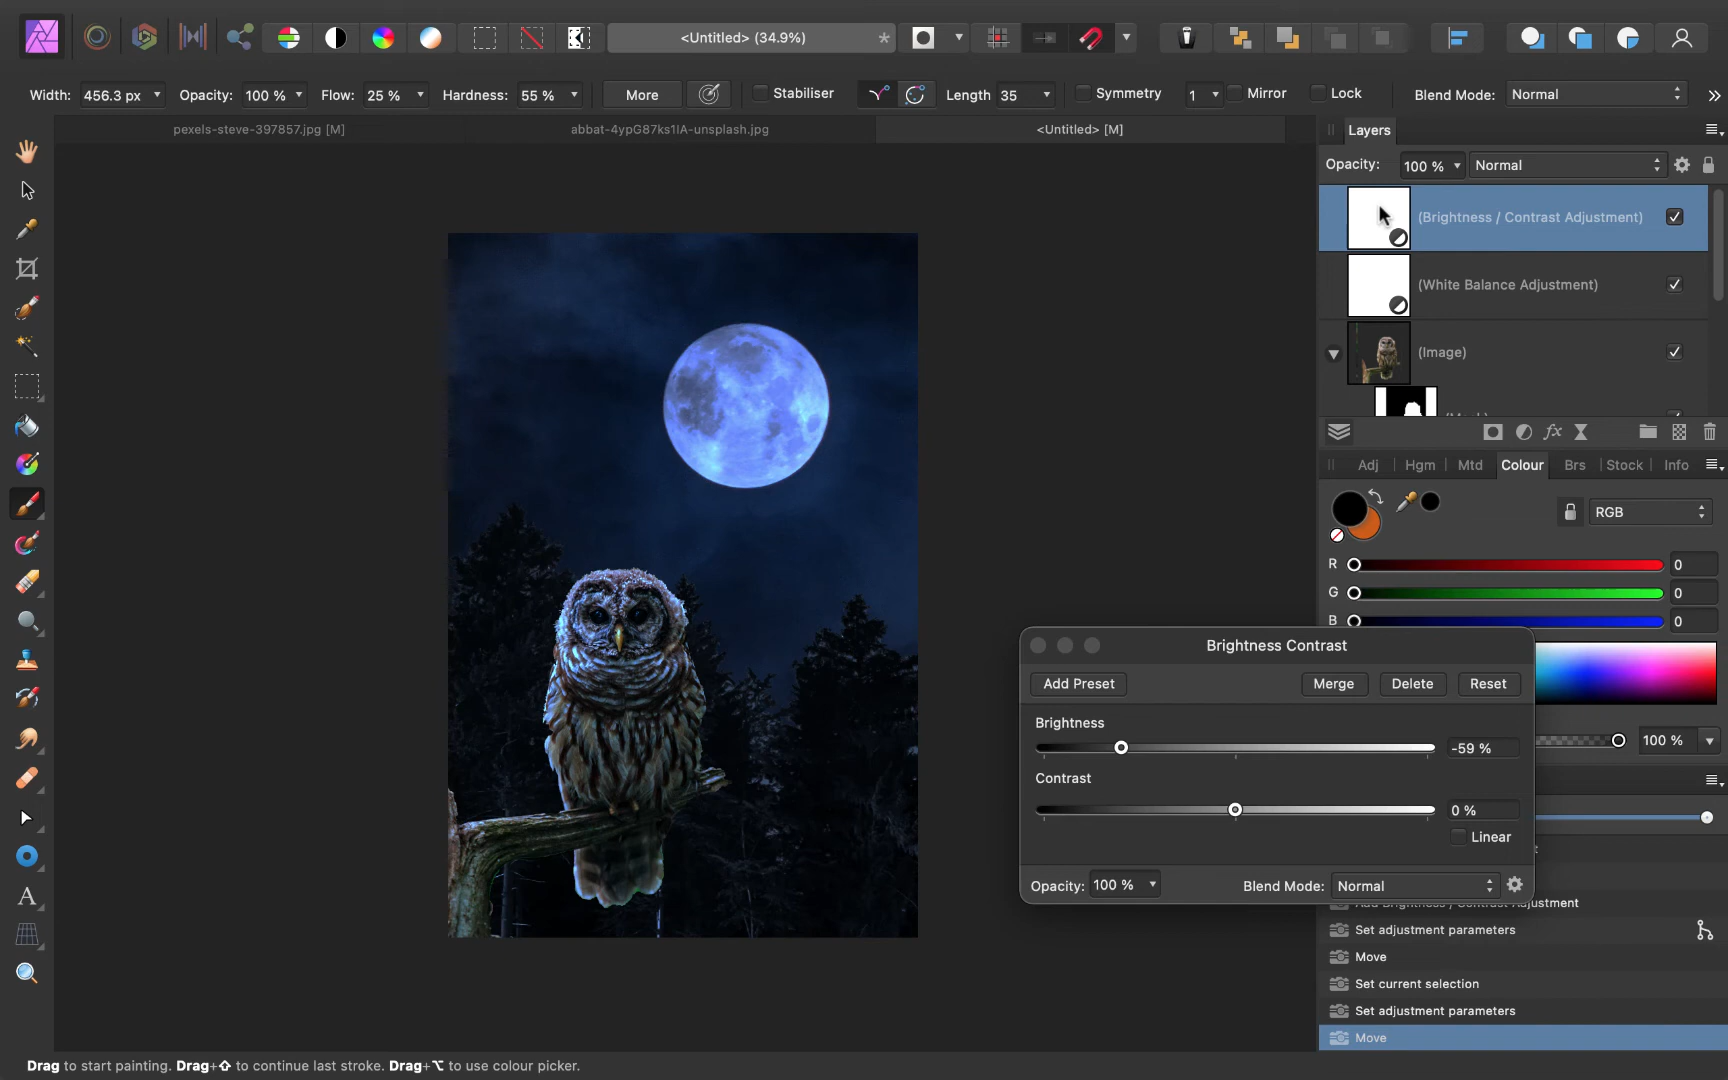 <Untitled> (34.9%)
*
Width: 456.3 px Opacity: 100 % Flow: 25 % Hardness: 55 % More Stabiliser Length 35 Symmetry 1 Mirror Lock Blend Mode: Normal
pexels-steve-397857.jpg [M] abbat-4ypG87ks1IA-unsplash.jpg <Untitled> [M]
Layers
Opacity: 100 % Normal
(Brightness / Contrast Adjustment)
(White Balance Adjustment)
(Image)
Adj Hgm Mtd Colour Brs Stock Info
RGB
R 0
G 0
B 0
Brightness Contrast
Add Preset Merge Delete Reset
Brightness
-59 %
100 %
Contrast
0 %
Linear
Opacity: 100 % Blend Mode: Normal
Add Brightness / Contrast Adjustment
Set adjustment parameters
Move
Set current selection
Set adjustment parameters
Move
Drag to start painting. Drag+⇧ to continue last stroke. Drag+⌥ to use colour picker.